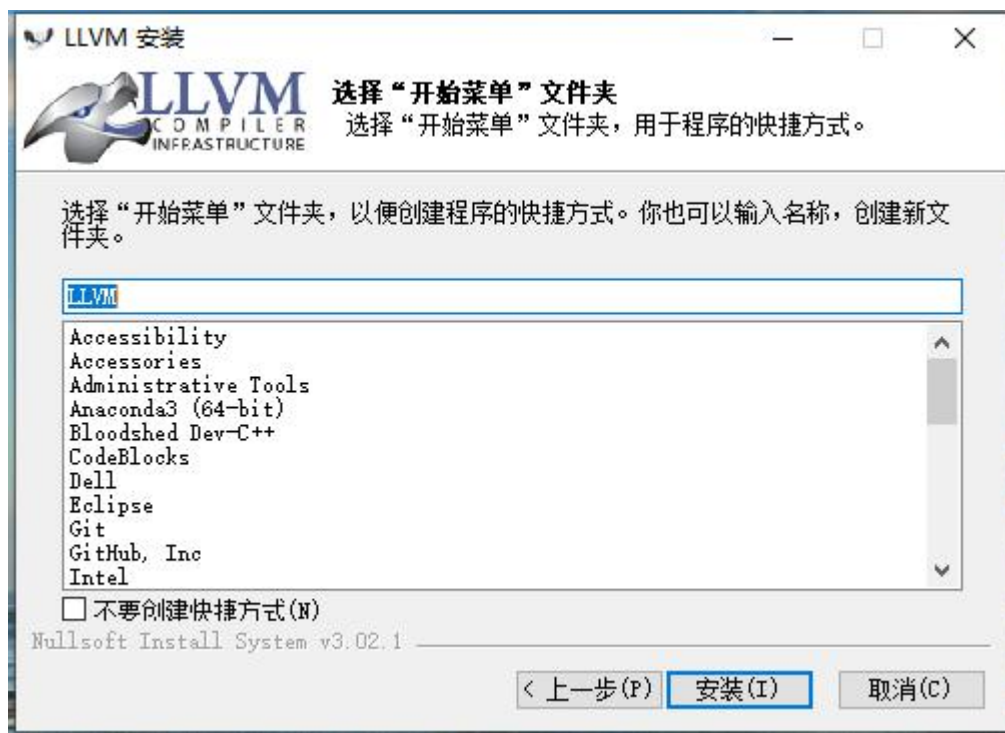 LLVM 安装
LLVM
COMPILER
INFRASTRUCTURE
选择“开始菜单”文件夹
选择“开始菜单”文件夹，用于程序的快捷方式。
选择“开始菜单”文件夹，以便创建程序的快捷方式。你也可以输入名称，创建新文
件夹。
LLVM
Accessibility
Accessories
Administrative Tools
Anaconda3 (64-bit)
Bloodshed Dev-C++
CodeBlocks
Dell
Eclipse
Git
GitHub, Inc
Intel
不要创建快捷方式(N)
Nullsoft Install System v3.02.1
< 上一步(P)
安装(I)
取消(C)